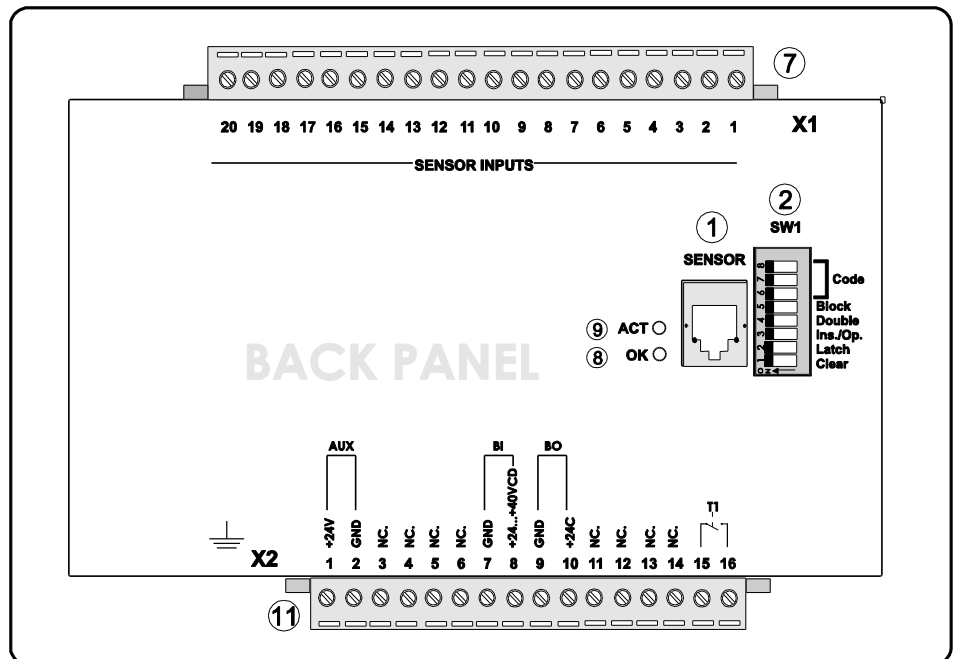 7
20 19 18 17 16 15 14 13 12 11 10 9 8 7 6 5 4 3 2 1 X1
SENSOR INPUTS
2
1 SW1
SENSOR
8 7 6 5 4 3 2 1
Code
Block
Double
Ins./Op.
Latch
Clear
ON
9 ACT
8 OK
BACK PANEL
AUX BI BO
T1
+24V GND NC. NC. NC. NC. GND +24...+40VCD GND +24C NC. NC. NC. NC.
X2 1 2 3 4 5 6 7 8 9 10 11 12 13 14 15 16
11